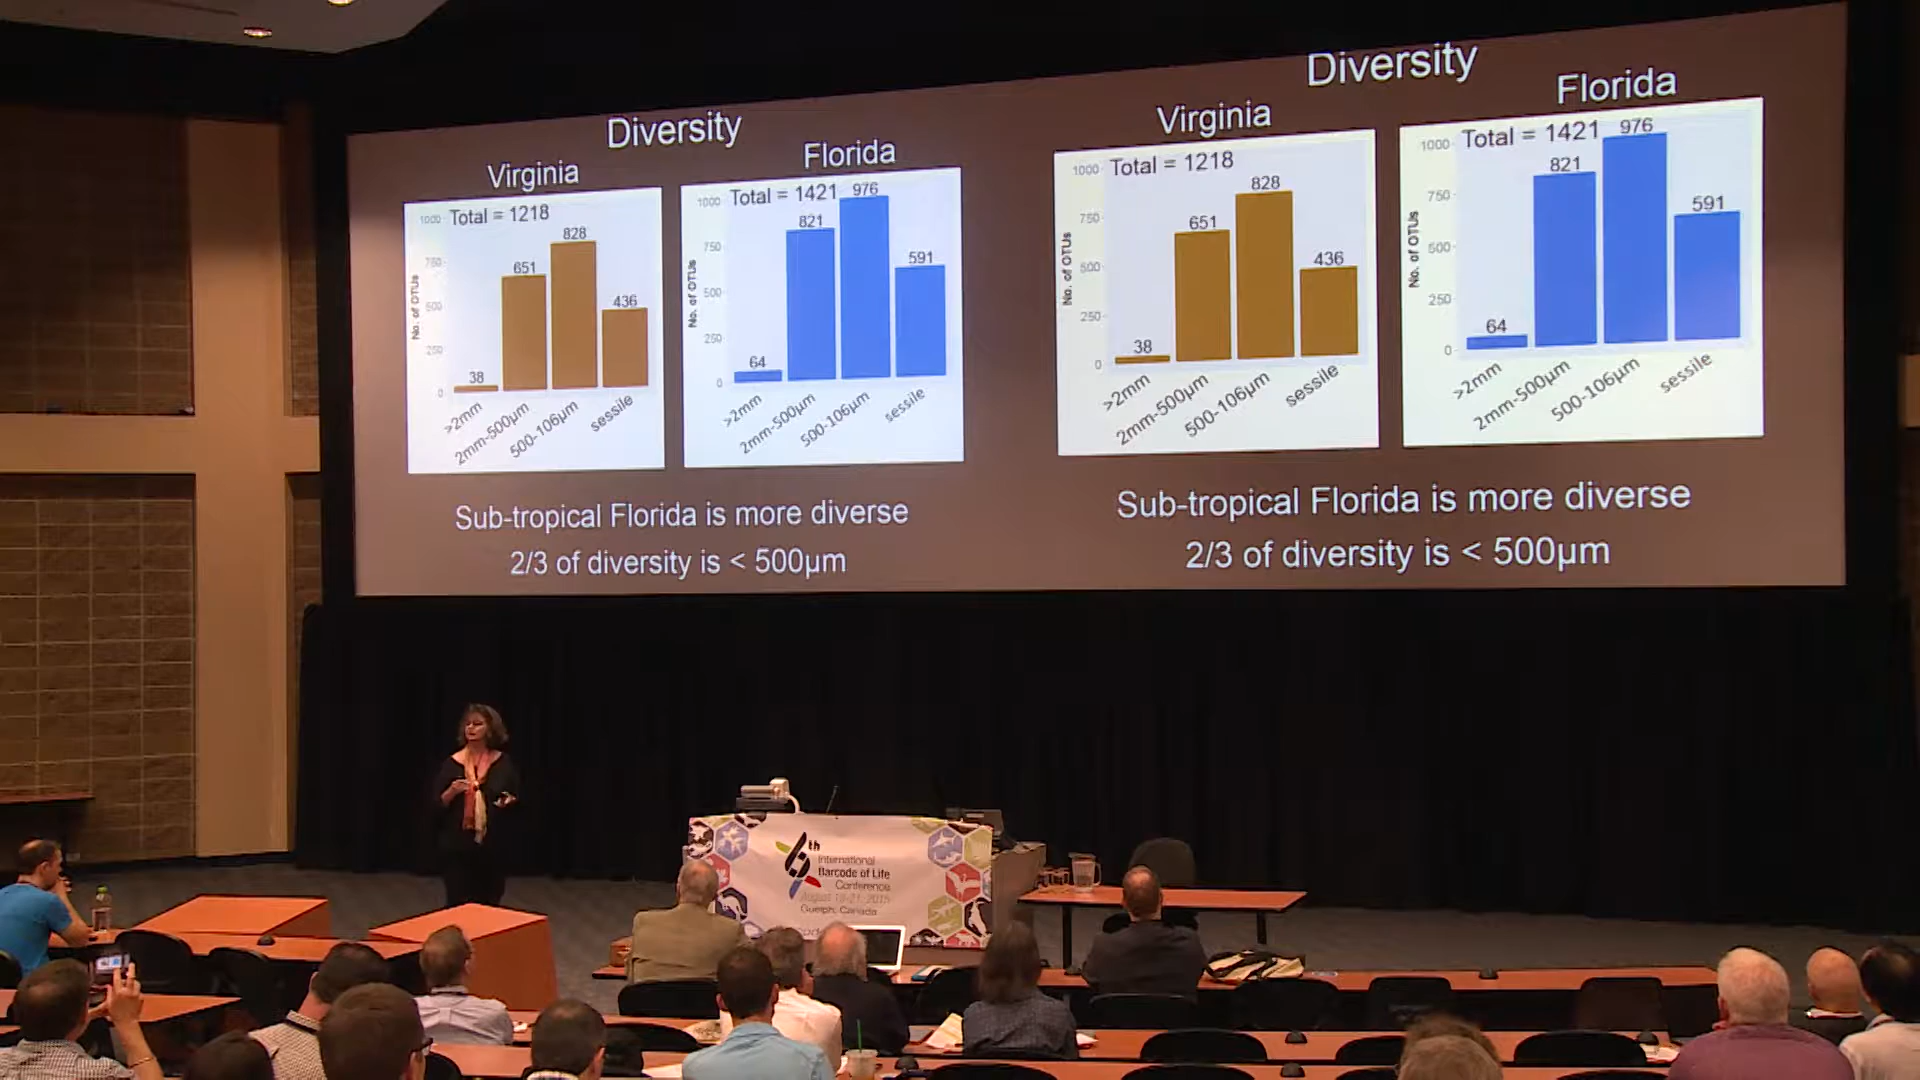 Diversity
Virginia
Florida
Total = 1218
1000
750
500
250
0
No. of OTUs
38
651
828
436
>2mm
2mm-500µm
500-106µm
sessile
Total = 1421
1000
750
500
250
0
No. of OTUs
64
821
976
591
>2mm
2mm-500µm
500-106µm
sessile
Sub-tropical Florida is more diverse
2/3 of diversity is < 500µm
Diversity
Virginia
Florida
Total = 1218
1000
750
500
250
0
No. of OTUs
38
651
828
436
>2mm
2mm-500µm
500-106µm
sessile
Total = 1421
1000
750
500
250
0
No. of OTUs
64
821
976
591
>2mm
2mm-500µm
500-106µm
sessile
Sub-tropical Florida is more diverse
2/3 of diversity is < 500µm
6th
International
Barcode of Life
Conference
2015
Guelph, Canada